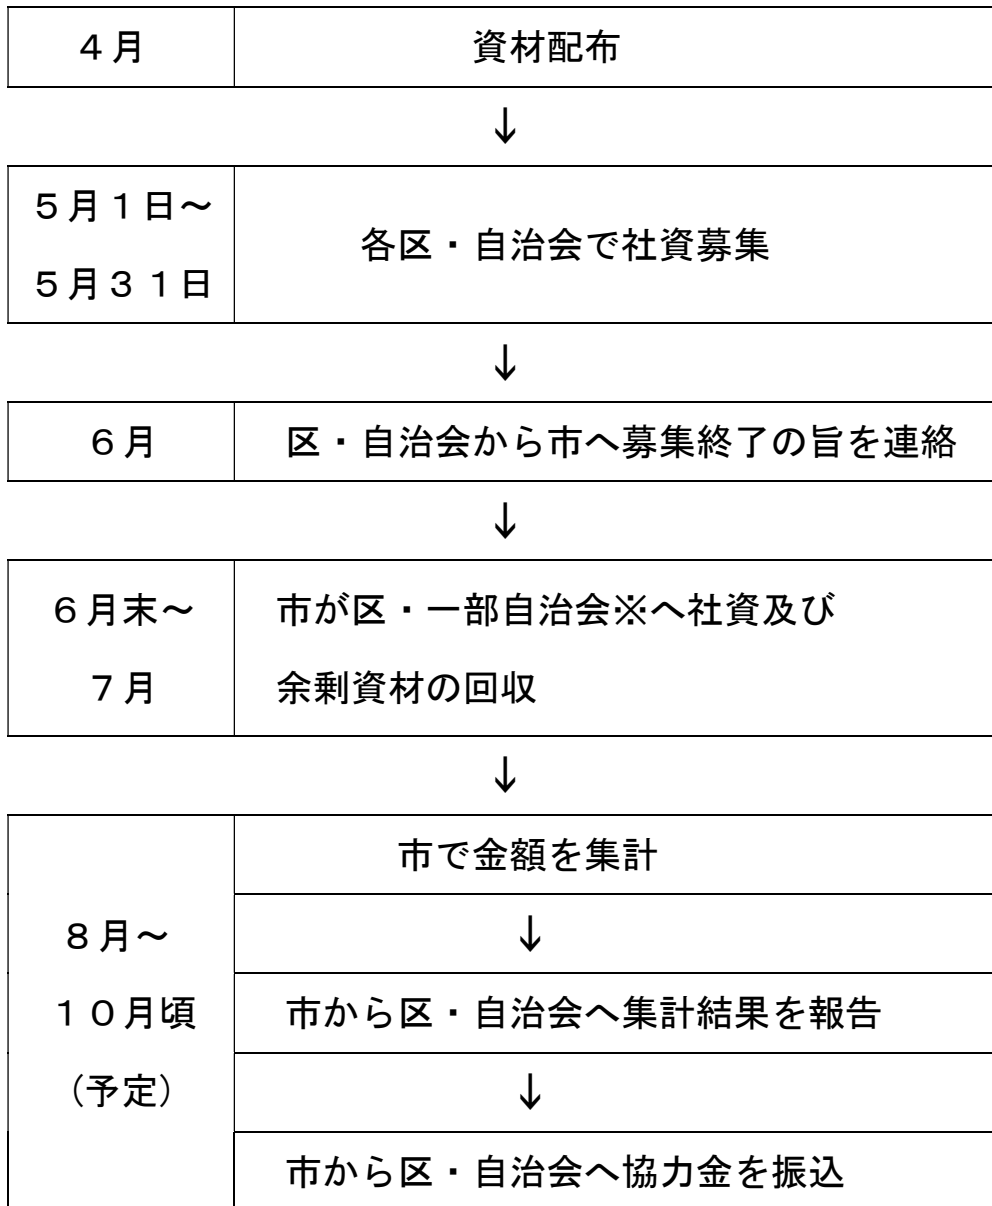 ４月 資材配布
↓
５月１日～
５月３１日
各区・自治会で社資募集
↓
６月 区・自治会から市へ募集終了の旨を連絡
↓
６月末～
７月
市が区・一部自治会※へ社資及び
余剰資材の回収
↓
８月～
１０月頃
（予定）
市で金額を集計
↓
市から区・自治会へ集計結果を報告
↓
市から区・自治会へ協力金を振込